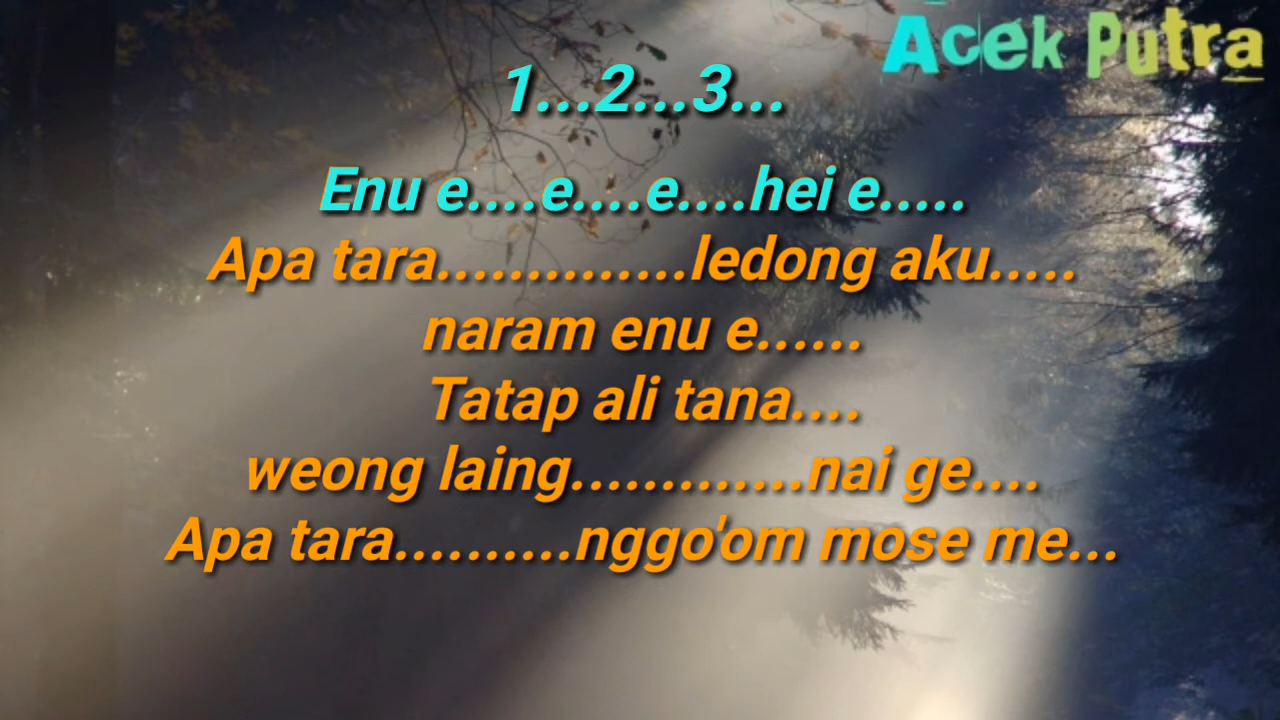 Acek Putra
1...2...3...
Enu e....e....e....hei e.....
Apa tara..............ledong aku.....
naram enu e......
Tatap ali tana....
weong laing.............nai ge....
Apa tara..........nggo'om mose me...